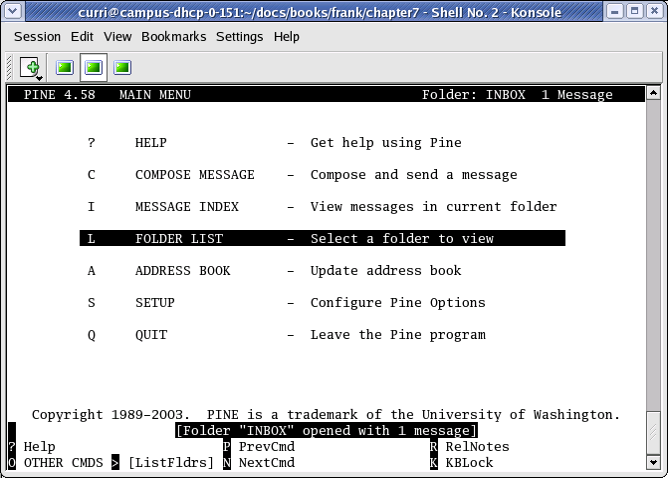 curri@campus-dhcp-0-151:~/docs/books/frank/chapter7 - Shell No. 2 - Konsole
Session Edit View Bookmarks Settings Help
PINE 4.58 MAIN MENU Folder: INBOX 1 Message
? HELP - Get help using Pine
C COMPOSE MESSAGE - Compose and send a message
I MESSAGE INDEX - View messages in current folder
L FOLDER LIST - Select a folder to view
A ADDRESS BOOK - Update address book
S SETUP - Configure Pine Options
Q QUIT - Leave the Pine program
Copyright 1989-2003. PINE is a trademark of the University of Washington.
[Folder "INBOX" opened with 1 message]
? Help P PrevCmd R RelNotes
O OTHER CMDS > [ListFldrs] N NextCmd K KBLock